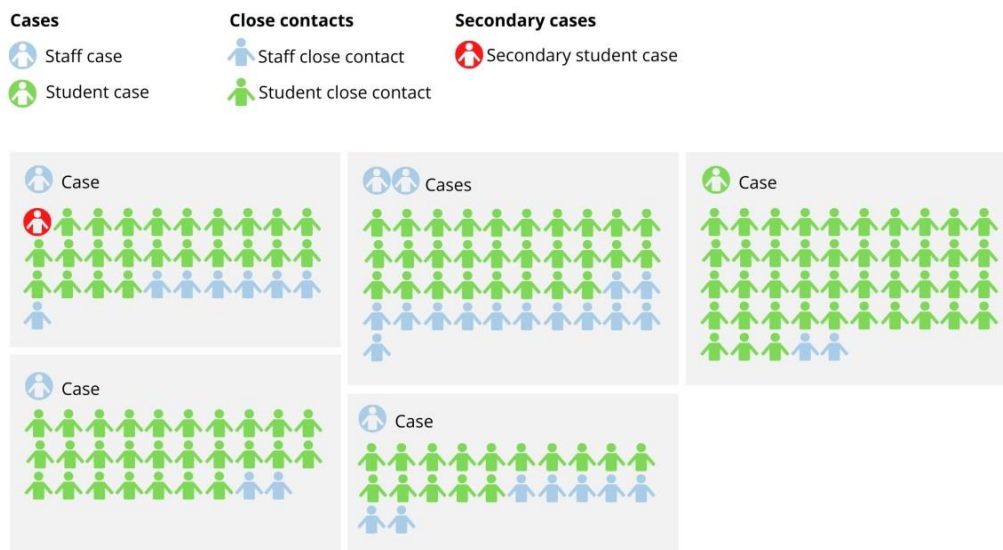 Cases
Close contacts
Secondary cases
Staff case
Staff close contact
Secondary student case
Student case
Student close contact
Case
Cases
Case
Case
Case